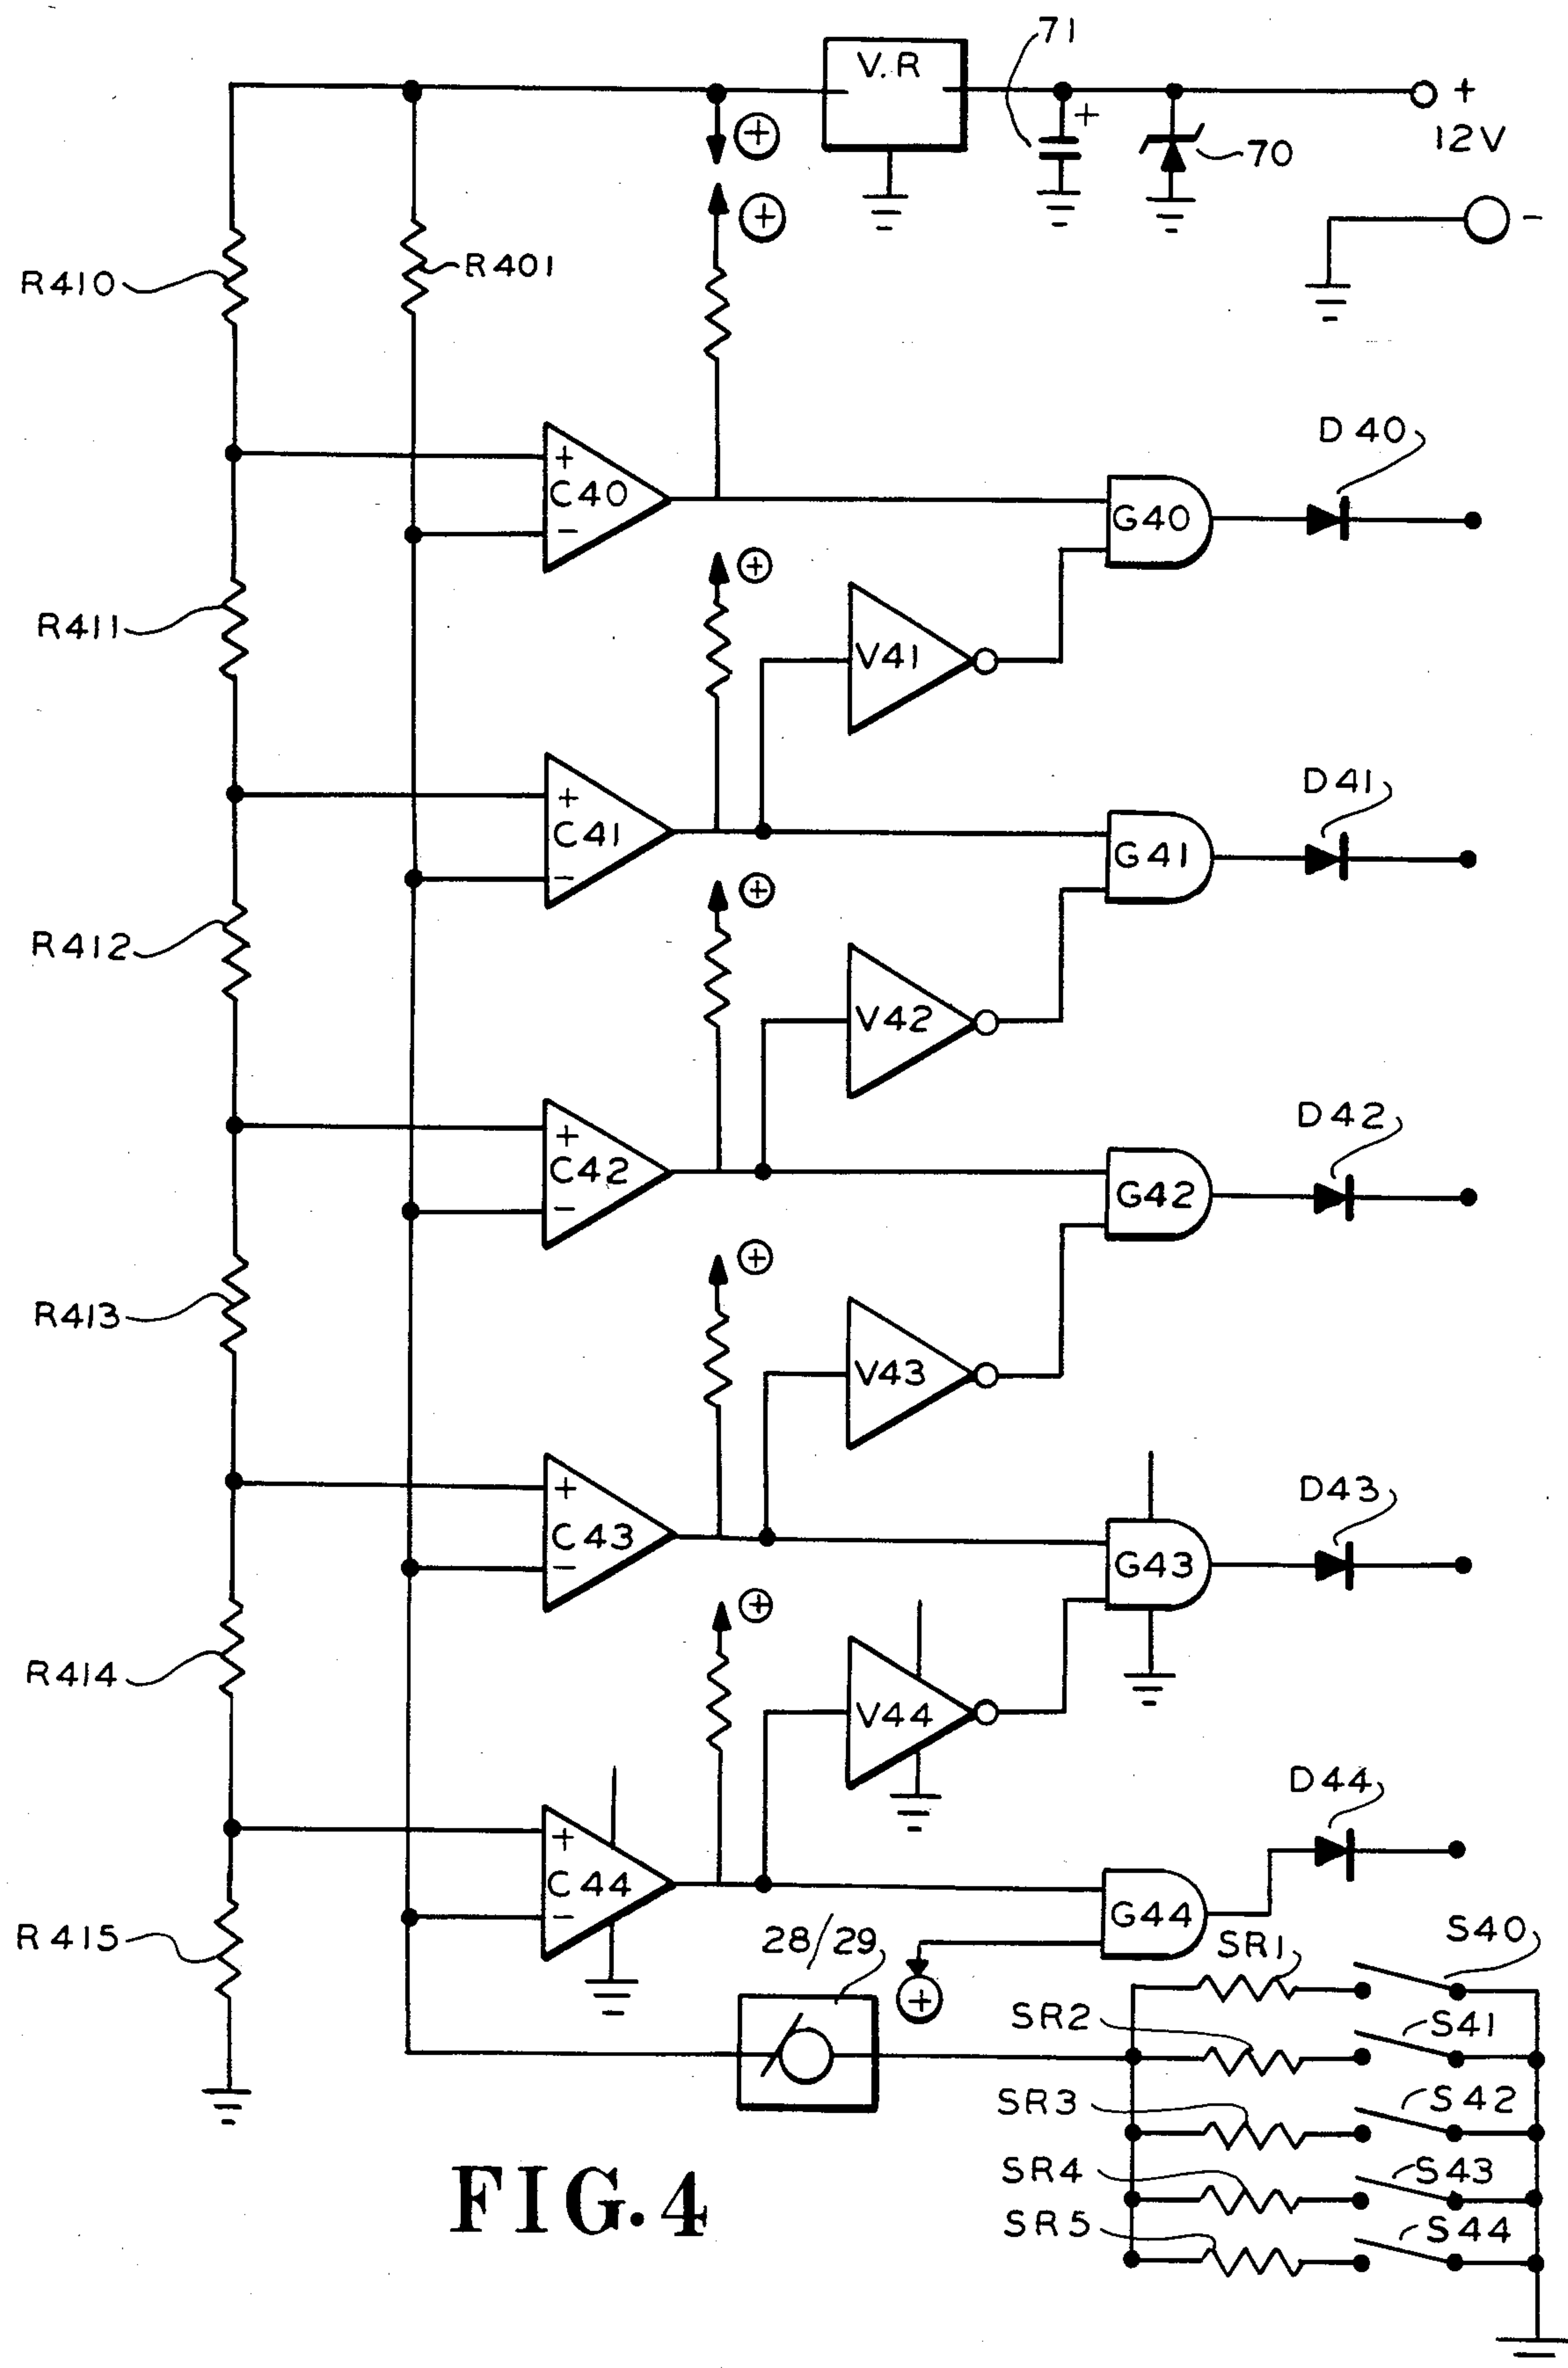 71
V.R
+
+
12V
70
+
+
-
R410
R401
D 40
+
C40
-
G40
+
R411
V41
D41
+
C41
-
G41
+
R412
V42
D42
+
C42
-
G42
+
R413
V43
D43
+
C43
-
G43
+
R414
V44
D44
+
C44
-
G44
R415
28/29
+
SR1
S40
SR2
S41
SR3
S42
SR4
S43
SR5
S44
FIG.4